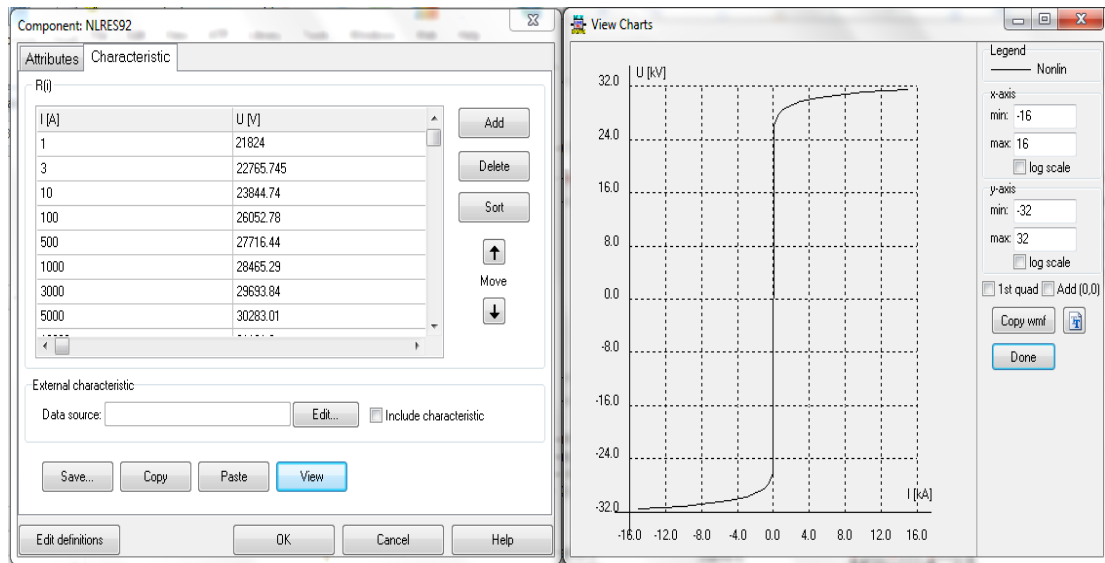 Component: NLRES92
Attributes Characteristic
R(i)
I [A] U [V]
1 21824
3 22765.745
10 23844.74
100 26052.78
500 27716.44
1000 28465.29
3000 29693.84
5000 30283.01
Add
Delete
Sort
Move
External characteristic
Data source: Edit... Include characteristic
Save... Copy Paste View
Edit definitions OK Cancel Help
View Charts
U [kV]
32.0
24.0
16.0
8.0
0.0
-8.0
-16.0
-24.0
-32.0
I [kA]
-16.0 -12.0 -8.0 -4.0 0.0 4.0 8.0 12.0 16.0
Legend
Nonlin
x-axis
min: -16
max: 16
log scale
y-axis
min: -32
max: 32
log scale
1st quad Add (0,0)
Copy wmf
Done